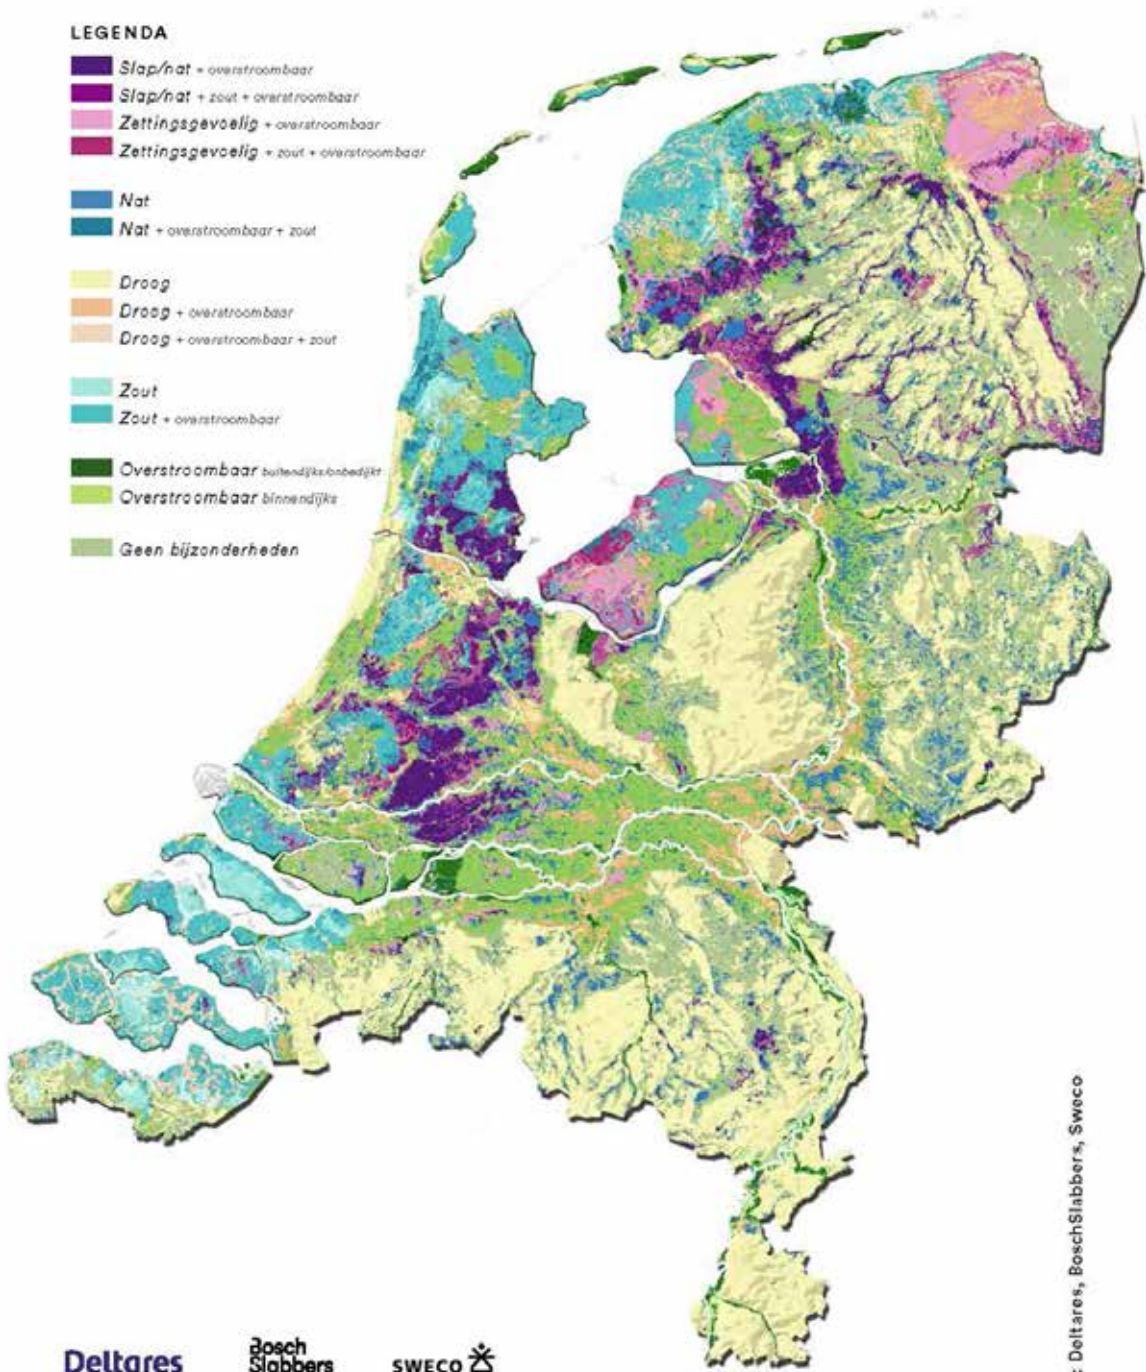 LEGENDA
Slap/nat + overstroombaar
Slap/nat + zout + overstroombaar
Zettingsgevoelig + overstroombaar
Zettingsgevoelig + zout + overstroombaar
Nat
Nat + overstroombaar + zout
Droog
Droog + overstroombaar
Droog + overstroombaar + zout
Zout
Zout + overstroombaar
Overstroombaar buitendijks/onbedijkt
Overstroombaar binnendijks
Geen bijzonderheden
Deltares
Bosch
Slabbers
SWECO
: Deltares, BoschSlabbers, Sweco